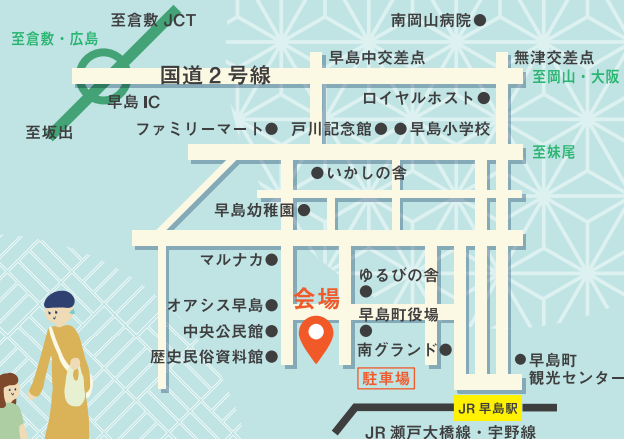 至倉敷 JCT
南岡山病院
至倉敷・広島
早島中交差点
無津交差点
国道2号線
至岡山・大阪
早島 IC
ロイヤルホスト
至坂出
ファミリーマート
戸川記念館
早島小学校
至妹尾
いかしの舎
早島幼稚園
マルナカ
ゆるびの舎
会場
オアシス早島
早島町役場
中央公民館
歴史民俗資料館
南グランド
早島町
観光センター
駐車場
JR 早島駅
JR 瀬戸大橋線・宇野線